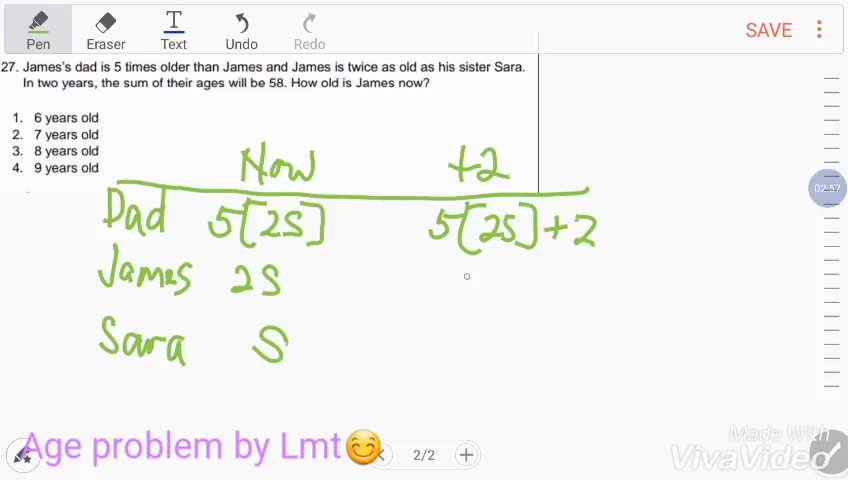 Pen Eraser Text Undo Redo SAVE
27. James's dad is 5 times older than James and James is twice as old as his sister Sara.
In two years, the sum of their ages will be 58. How old is James now?
1. 6 years old
2. 7 years old
3. 8 years old
4. 9 years old
Now +2
02:57
Dad 5[2S] 5[2S]+2
James 2S
Sara S
Age problem by Lmt😊
2/2
Made With
VivaVideo